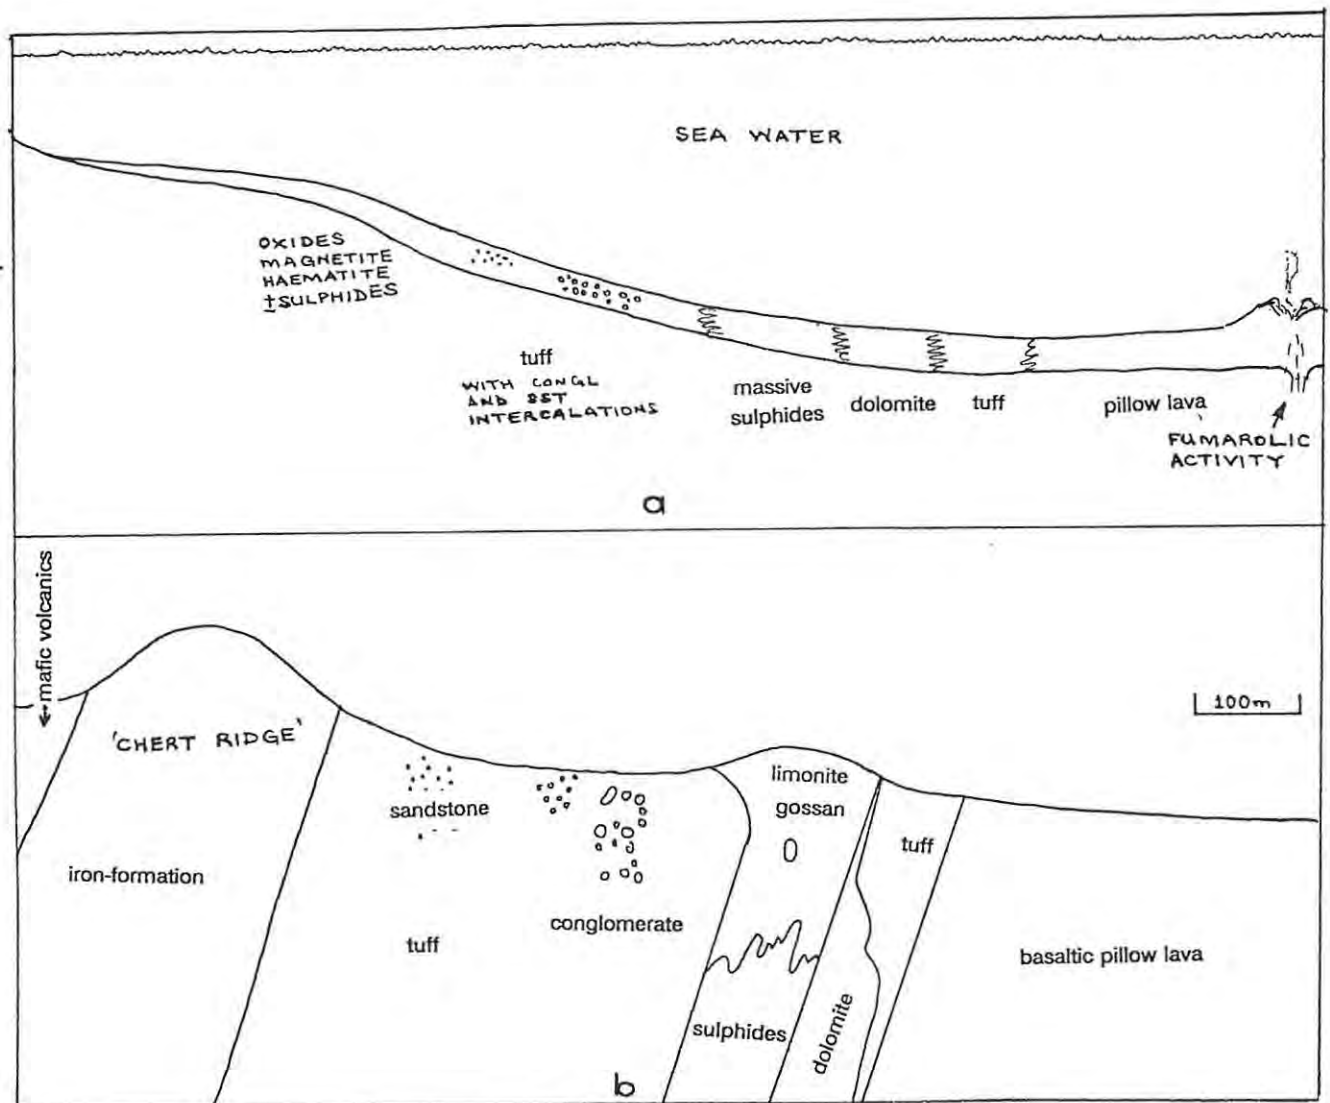 SEA WATER
OXIDES
MAGNETITE
HAEMATITE
±SULPHIDES
tuff
WITH CONGL
AND SST
INTERCALATIONS
massive
sulphides
dolomite
tuff
pillow lava
FUMAROLIC
ACTIVITY
a
← mafic volcanics
'CHERT RIDGE'
100m
limonite
gossan
sandstone
tuff
iron-formation
conglomerate
tuff
basaltic pillow lava
sulphides
dolomite
b